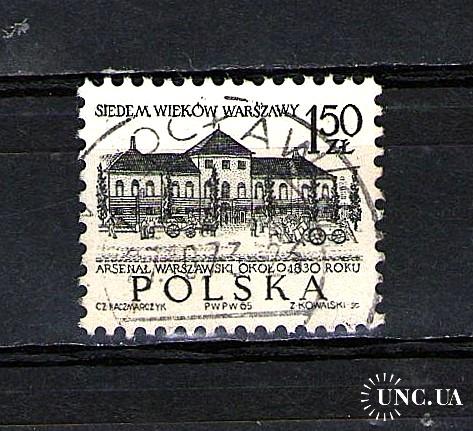 SIEDEM WIEKÓW WARSZAWY
1.50 ZŁ
ARSENAŁ WARSZAWSKI OKOŁO 1830 ROKU
POLSKA
CZ. KACZMARCZYK PWPW 65 Z. KOWALSKI SC.
UNC.UA